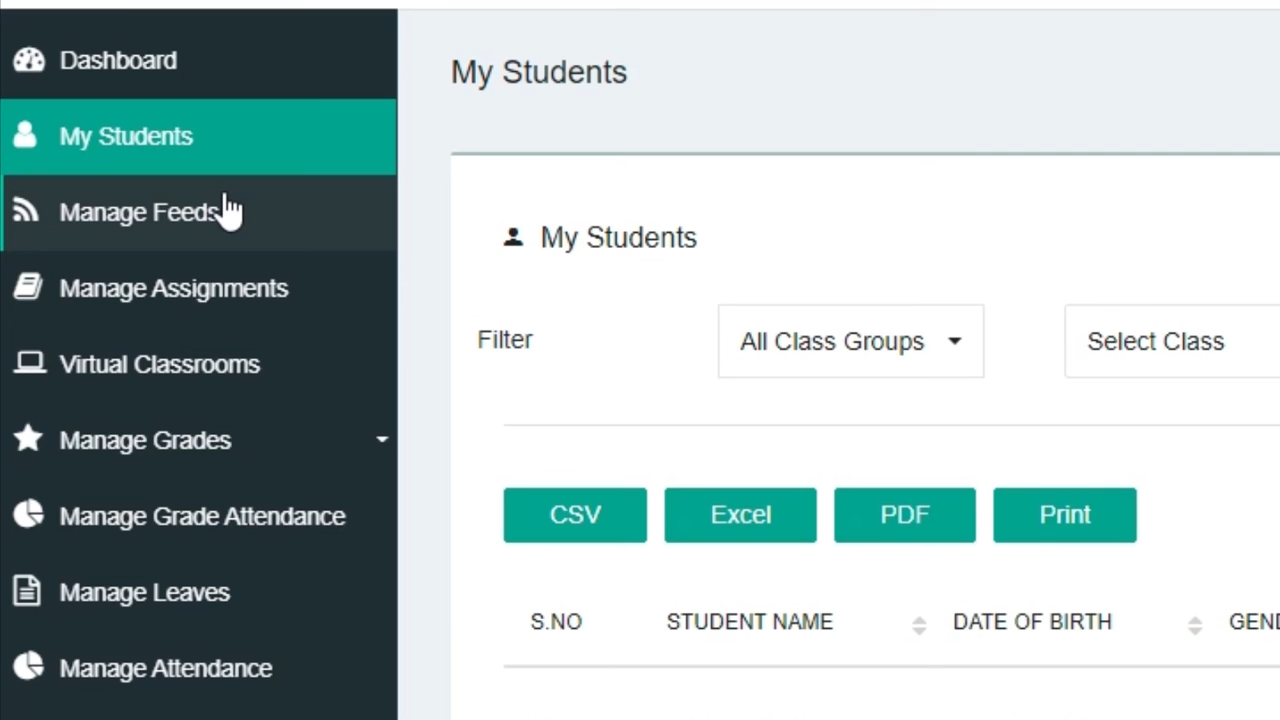 Dashboard
My Students
Manage Feeds
Manage Assignments
Virtual Classrooms
Manage Grades
Manage Grade Attendance
Manage Leaves
Manage Attendance
My Students
My Students
Filter
All Class Groups
Select Class
CSV Excel PDF Print
S.NO STUDENT NAME DATE OF BIRTH